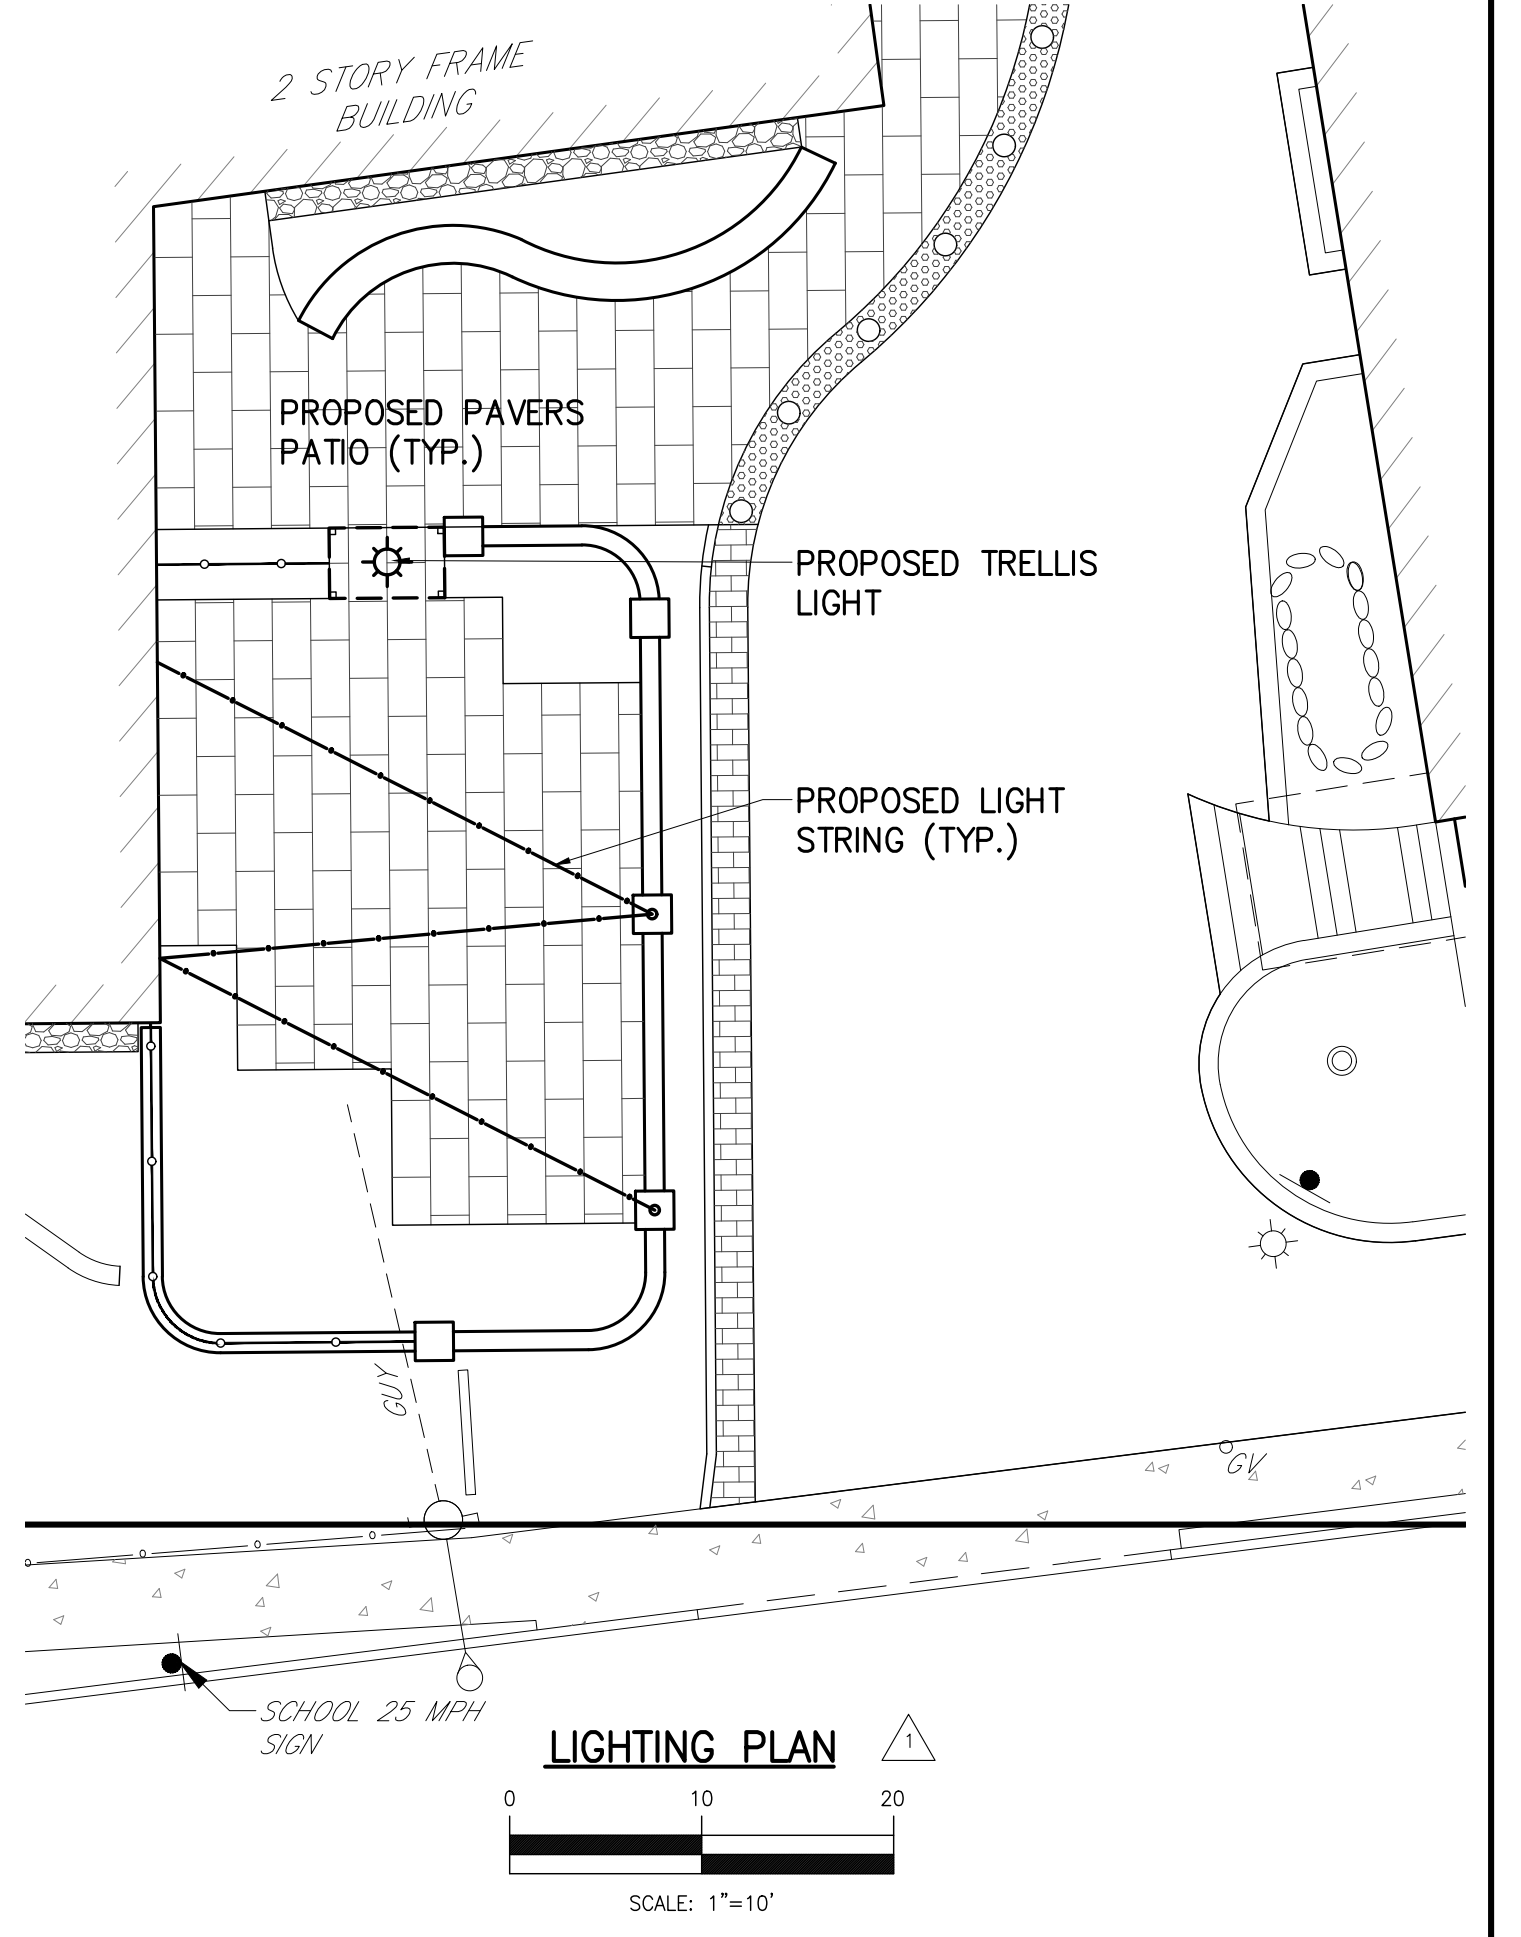 2 STORY FRAME
BUILDING
PROPOSED PAVERS
PATIO (TYP.)
PROPOSED TRELLIS
LIGHT
PROPOSED LIGHT
STRING (TYP.)
GUY
GV
SCHOOL 25 MPH
SIGN
LIGHTING PLAN
1
0 10 20
SCALE: 1"=10'